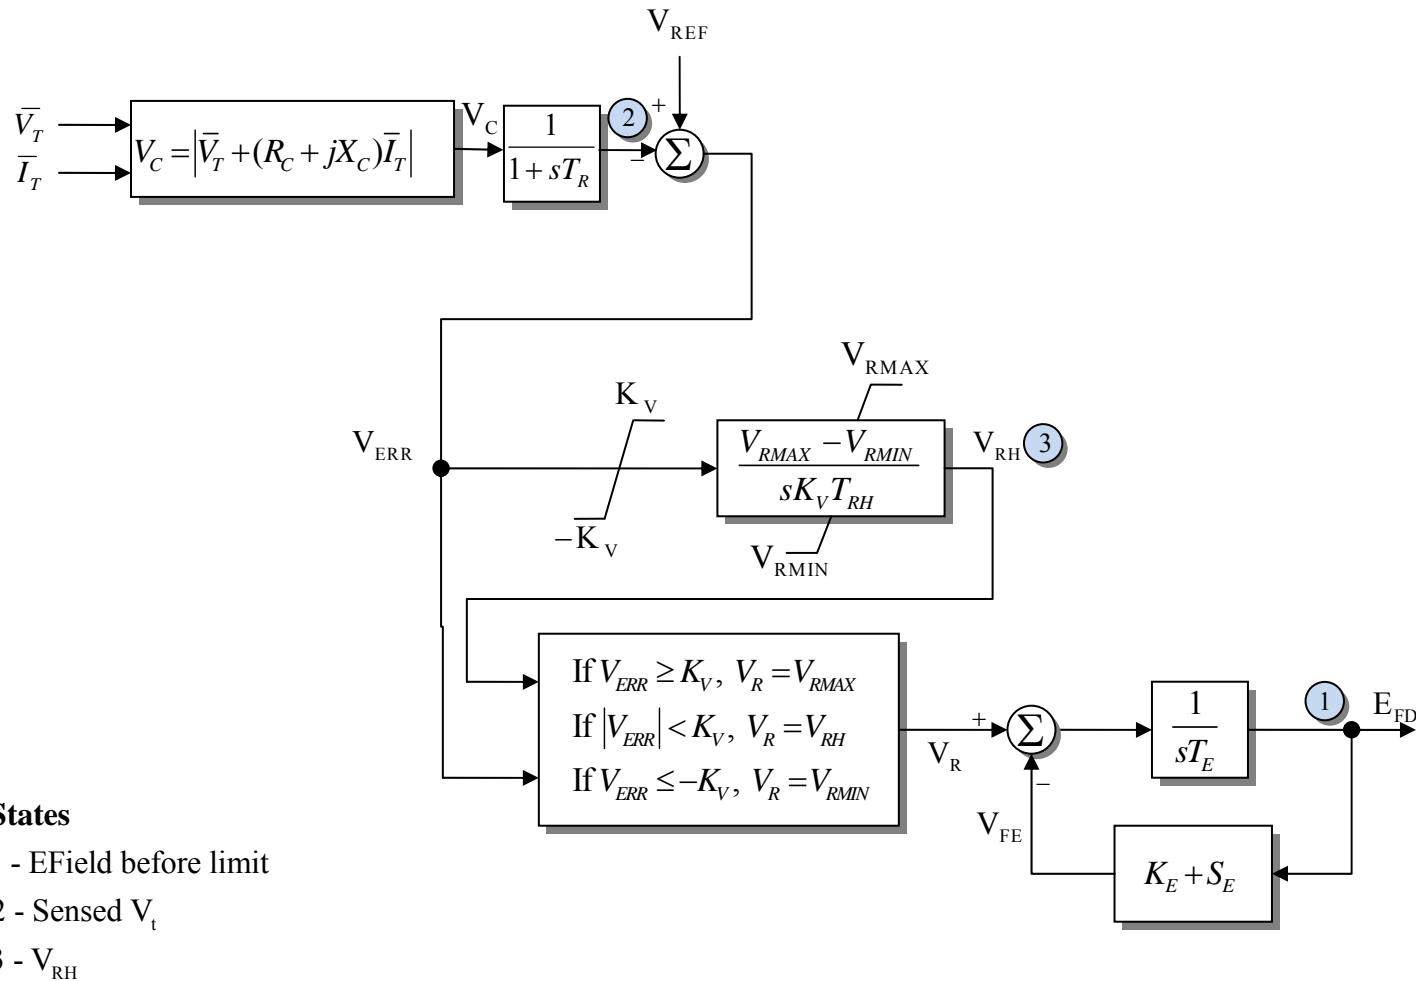 V_REF
V̅_T
I̅_T
V_C = |V̅_T + (R_C + jX_C) I̅_T|
V_C
1
1 + sT_R
2
+
−
Σ
V_ERR
K_V
−K_V
V_RMAX
V_RMAX − V_RMIN
sK_V T_RH
V_RMIN
V_RH
3
If V_ERR ≥ K_V, V_R = V_RMAX
If |V_ERR| < K_V, V_R = V_RH
If V_ERR ≤ −K_V, V_R = V_RMIN
V_R
+
Σ
−
V_FE
1
sT_E
1
E_FD
K_E + S_E
States
- EField before limit
2 - Sensed V_t
3 - V_RH